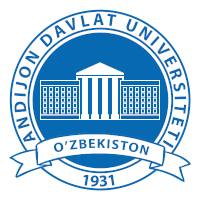 ANDIJON DAVLAT UNIVERSITETI
O'ZBEKISTON
1931